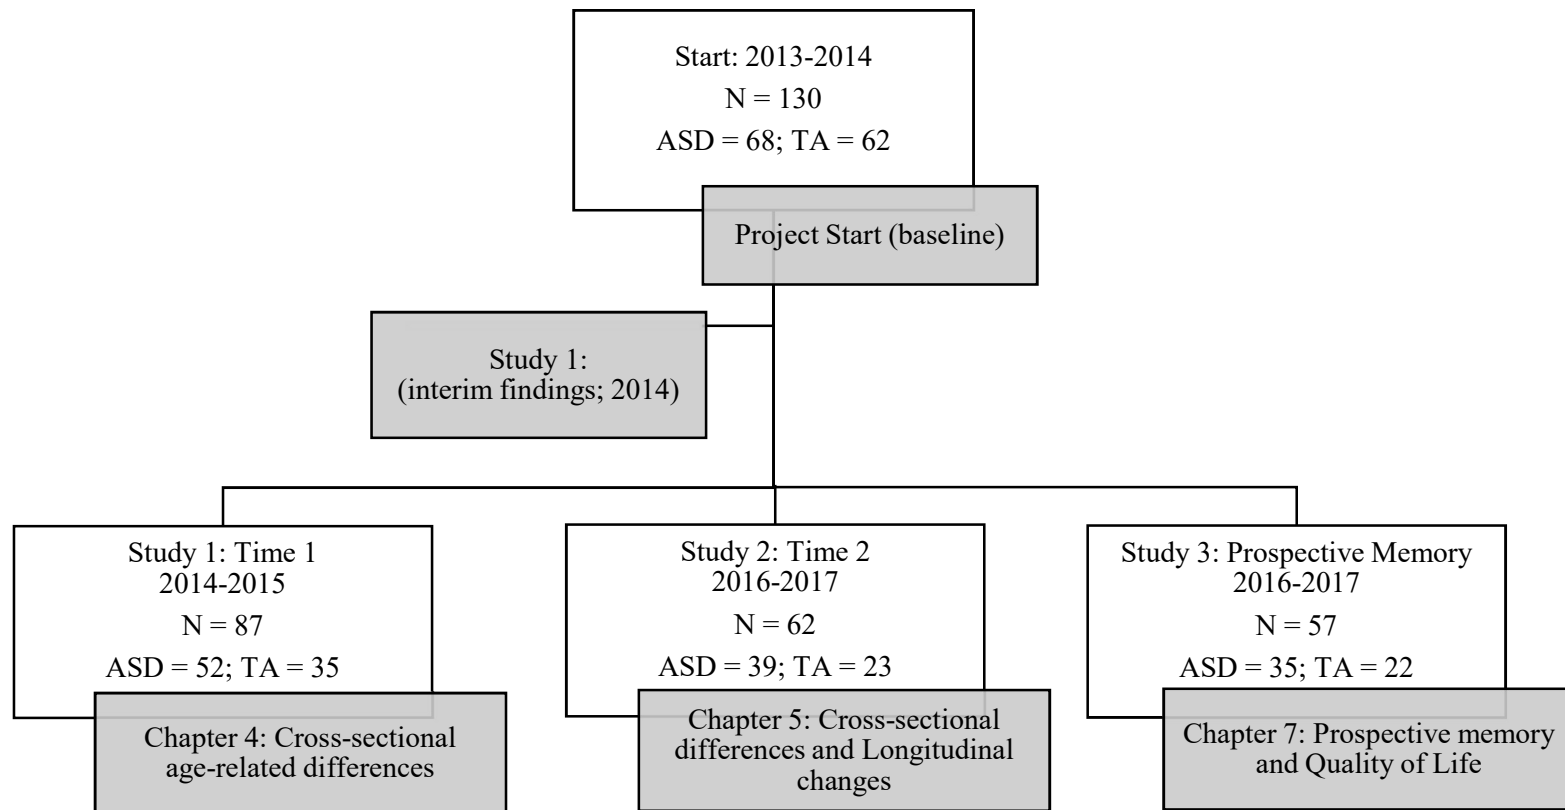 Start: 2013-2014
N = 130
ASD = 68; TA = 62
Project Start (baseline)
Study 1:
(interim findings; 2014)
Study 1: Time 1
2014-2015
N = 87
ASD = 52; TA = 35
Chapter 4: Cross-sectional
age-related differences
Study 2: Time 2
2016-2017
N = 62
ASD = 39; TA = 23
Chapter 5: Cross-sectional
differences and Longitudinal
changes
Study 3: Prospective Memory
2016-2017
N = 57
ASD = 35; TA = 22
Chapter 7: Prospective memory
and Quality of Life